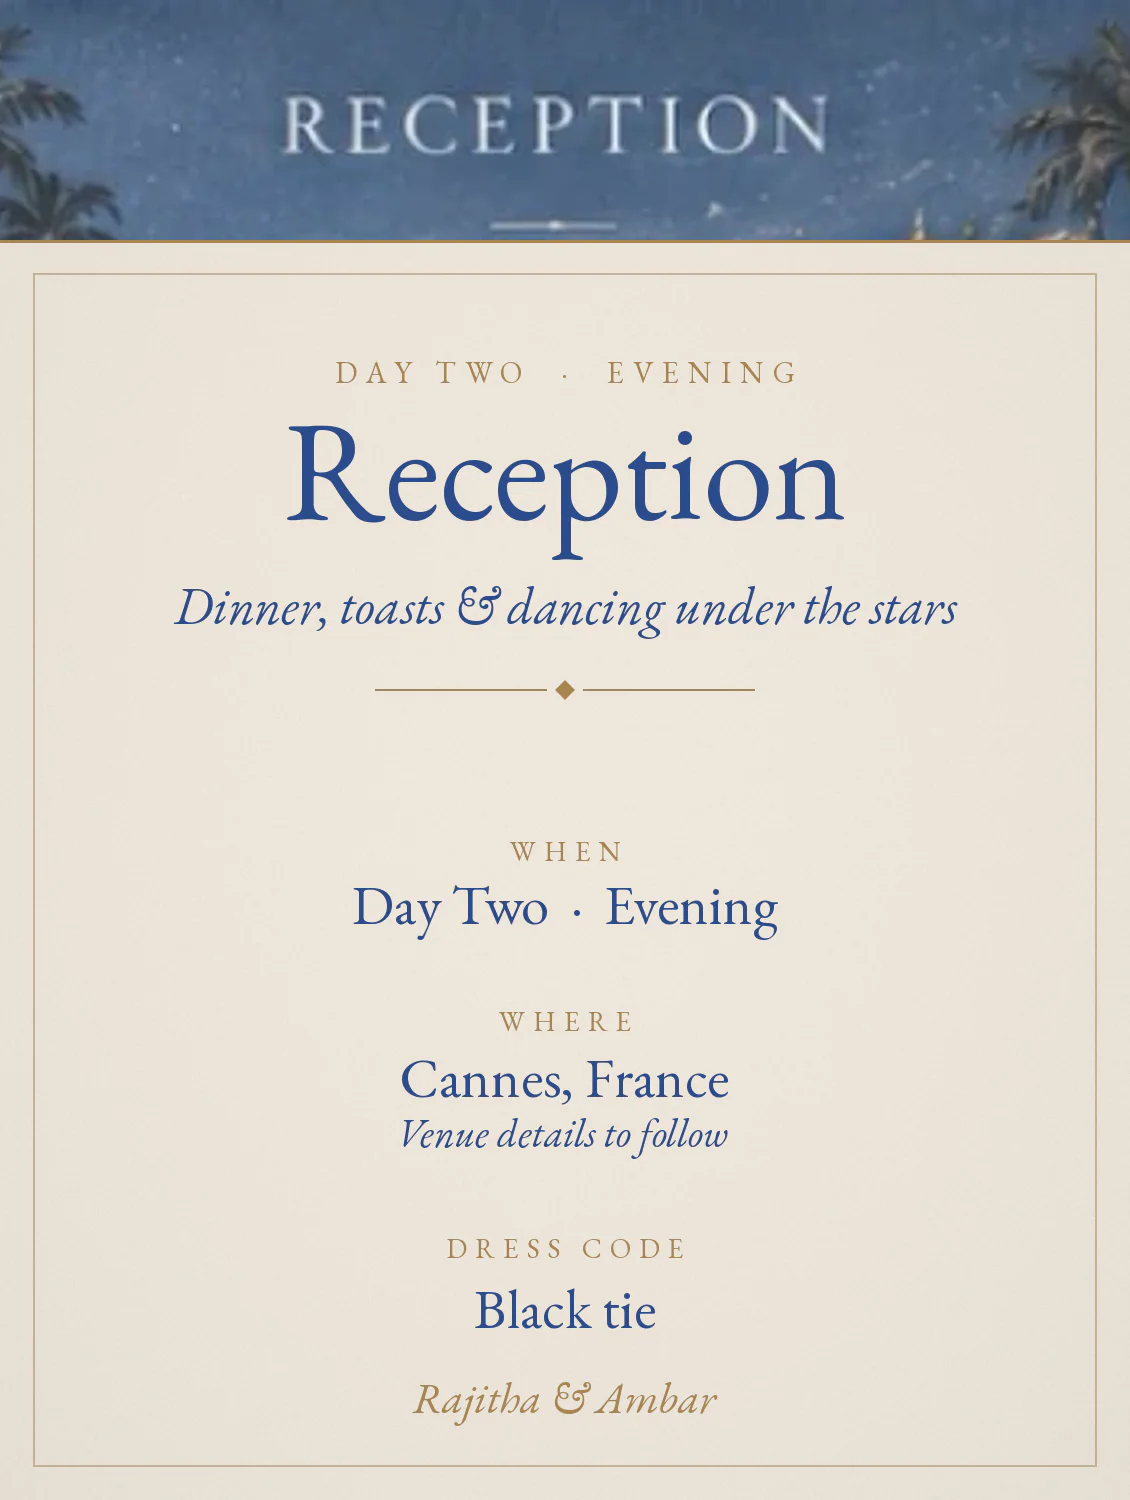 RECEPTION
DAY TWO · EVENING
Reception
Dinner, toasts & dancing under the stars
WHEN
Day Two · Evening
WHERE
Cannes, France
Venue details to follow
DRESS CODE
Black tie
Rajitha & Ambar